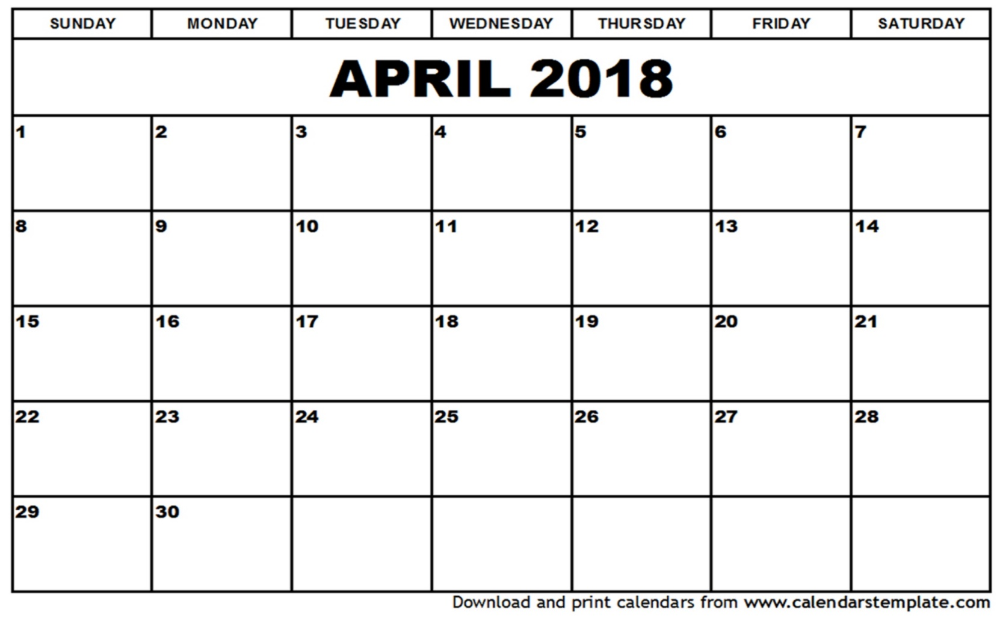 SUNDAY MONDAY TUESDAY WEDNESDAY THURSDAY FRIDAY SATURDAY
APRIL 2018
1 2 3 4 5 6 7
8 9 10 11 12 13 14
15 16 17 18 19 20 21
22 23 24 25 26 27 28
29 30
Download and print calendars from www.calendarstemplate.com